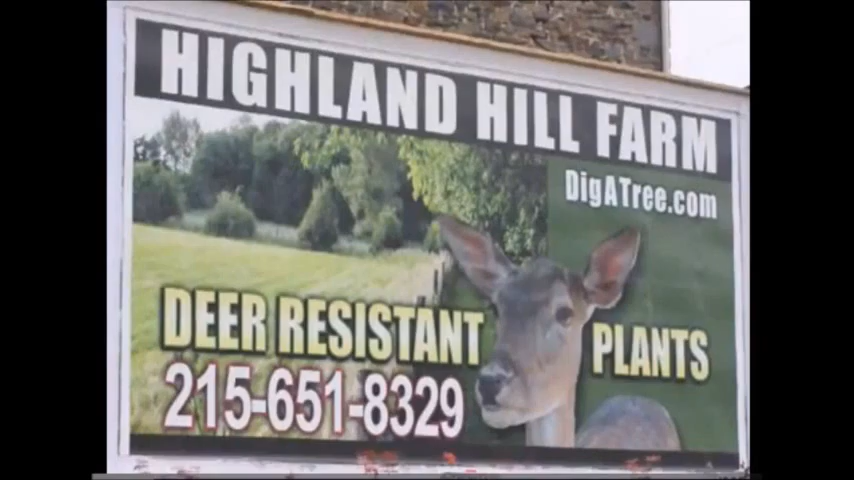 HIGHLAND HILL FARM
DigATree.com
DEER RESISTANT PLANTS
215-651-8329